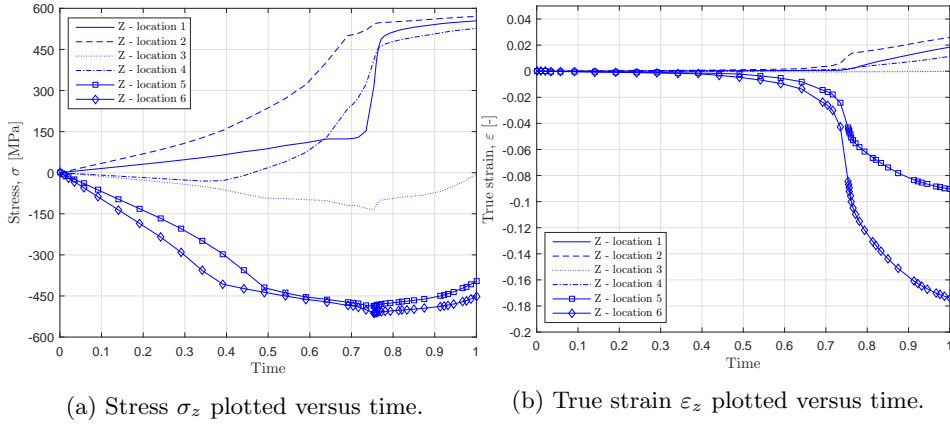 600
450
300
150
0
-150
-300
-450
-600
Stress, σ [MPa]
Z - location 1
Z - location 2
Z - location 3
Z - location 4
Z - location 5
Z - location 6
0 0.1 0.2 0.3 0.4 0.5 0.6 0.7 0.8 0.9 1
Time
(a) Stress σz plotted versus time.
0.04
0.02
0
-0.02
-0.04
-0.06
-0.08
-0.1
-0.12
-0.14
-0.16
-0.18
-0.2
True strain, ε [-]
Z - location 1
Z - location 2
Z - location 3
Z - location 4
Z - location 5
Z - location 6
0 0.1 0.2 0.3 0.4 0.5 0.6 0.7 0.8 0.9 1
Time
(b) True strain εz plotted versus time.